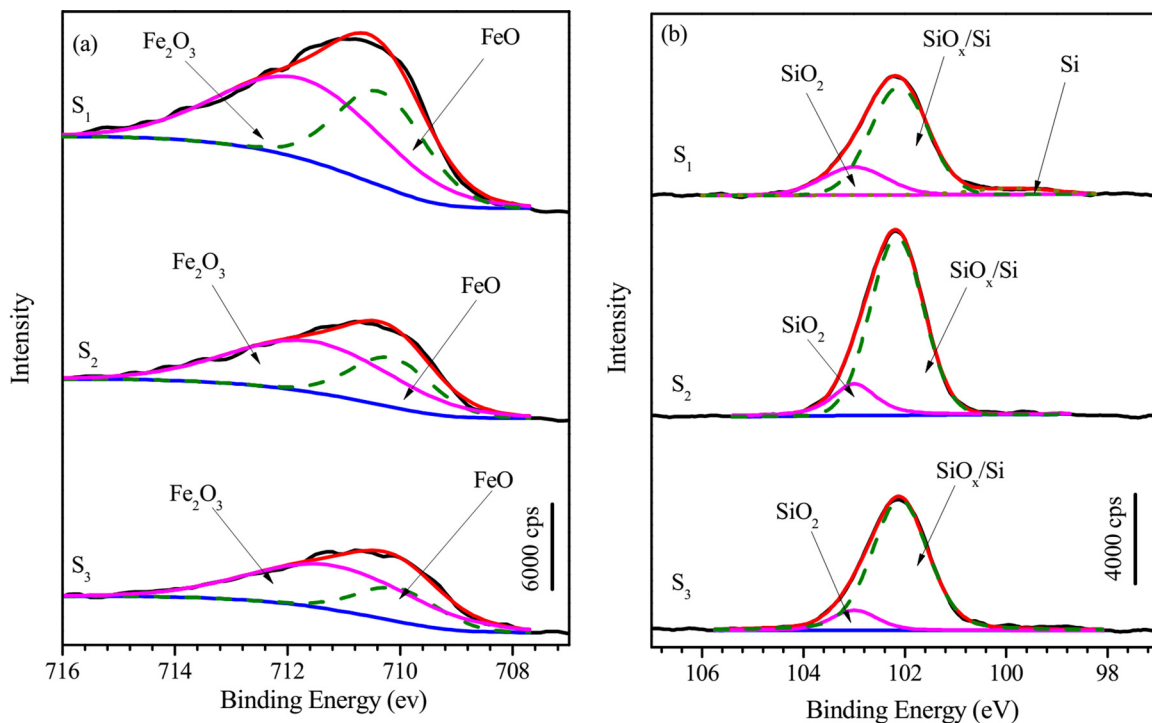 (a)
Fe₂O₃
FeO
S₁
Fe₂O₃
FeO
S₂
Fe₂O₃
FeO
S₃
6000 cps
Intensity
716 714 712 710 708
Binding Energy (ev)
(b)
SiOₓ/Si
SiO₂
Si
S₁
SiOₓ/Si
SiO₂
S₂
SiOₓ/Si
SiO₂
S₃
4000 cps
Intensity
106 104 102 100 98
Binding Energy (eV)